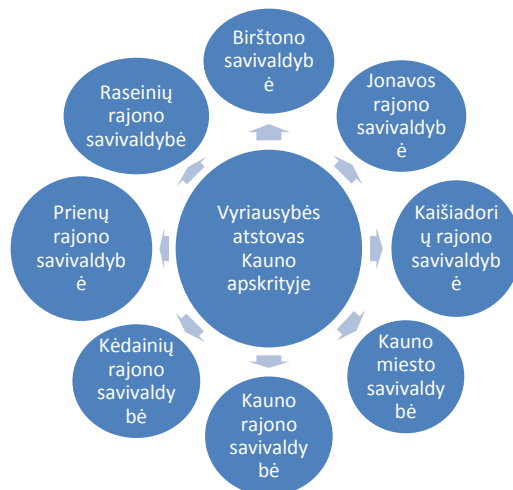 Birštono
savivaldyb
ė
Jonavos
rajono
savivaldyb
ė
Kaišiadori
ų rajono
savivaldyb
ė
Kauno
miesto
savivaldy
bė
Kauno
rajono
savivaldy
bė
Kėdainių
rajono
savivaldy
bė
Prienų
rajono
savivaldyb
ė
Raseinių
rajono
savivaldybė
Vyriausybės
atstovas
Kauno
apskrityje